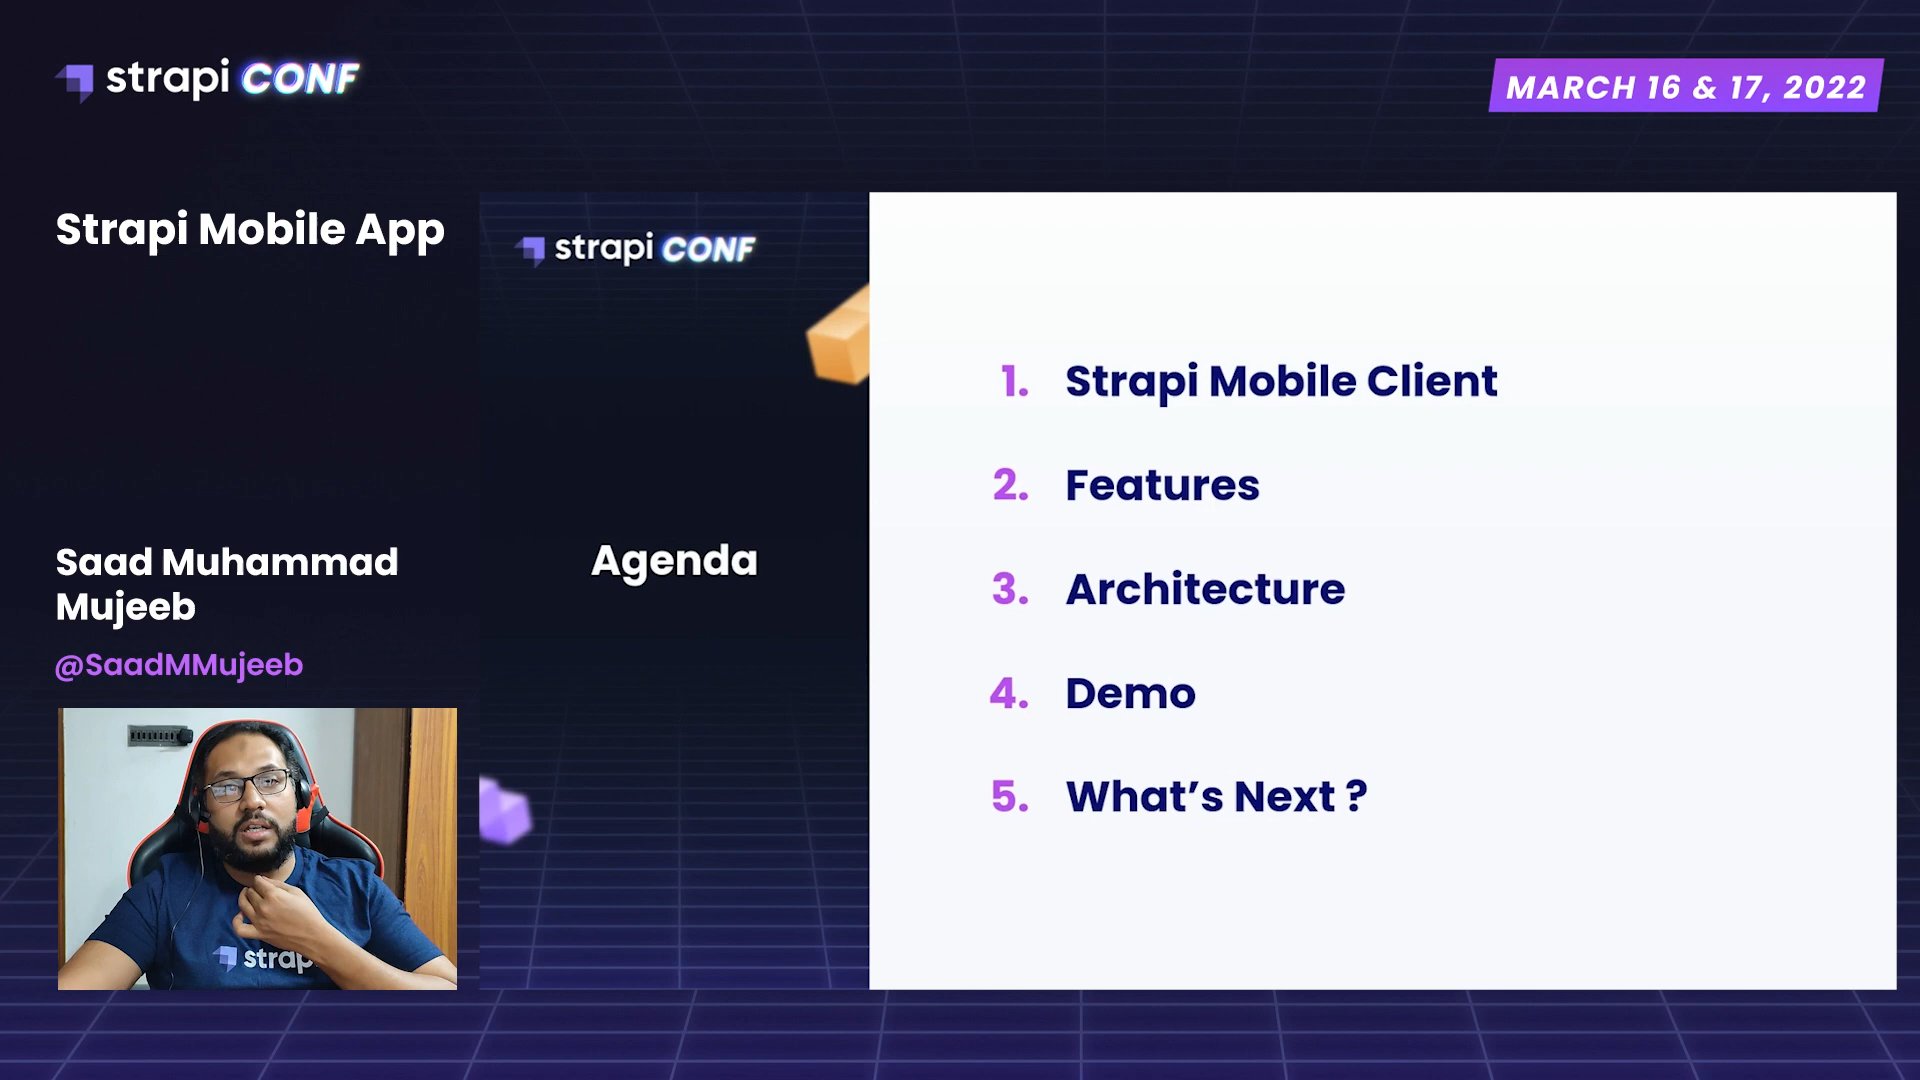 strapi CONF
MARCH 16 & 17, 2022
Strapi Mobile App
Saad Muhammad
Mujeeb
@SaadMMujeeb
strap
strapi CONF
Agenda
1. Strapi Mobile Client
2. Features
3. Architecture
4. Demo
5. What’s Next ?